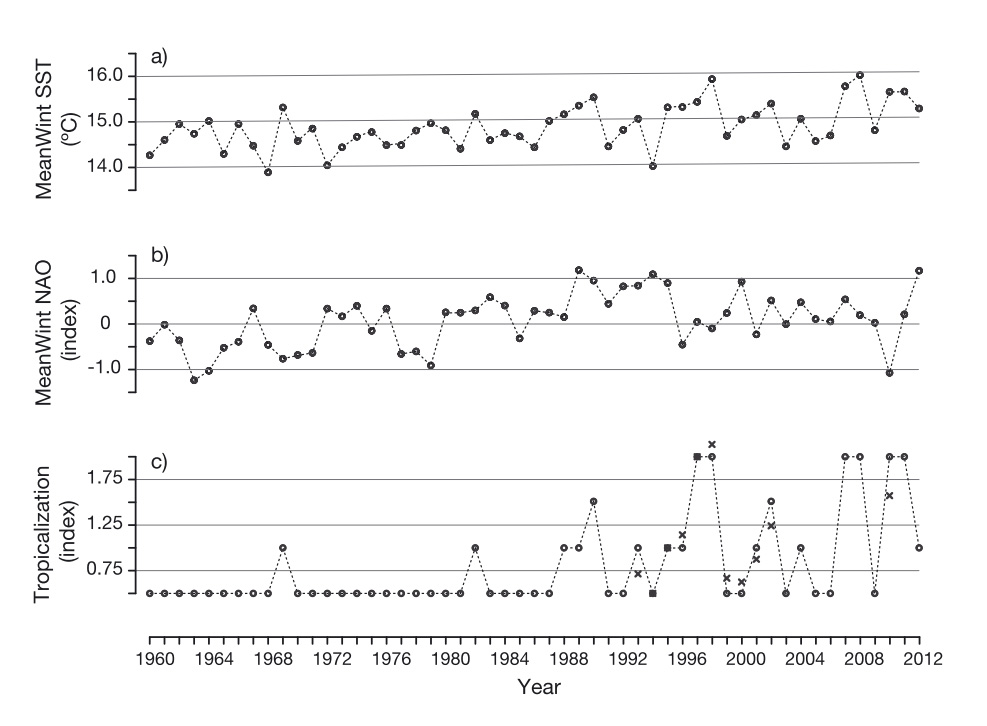 a)
MeanWint SST
(ºC)
16.0
15.0
14.0
b)
MeanWint NAO
(index)
1.0
0
-1.0
c)
Tropicalization
(index)
1.75
1.25
0.75
1960 1964 1968 1972 1976 1980 1984 1988 1992 1996 2000 2004 2008 2012
Year